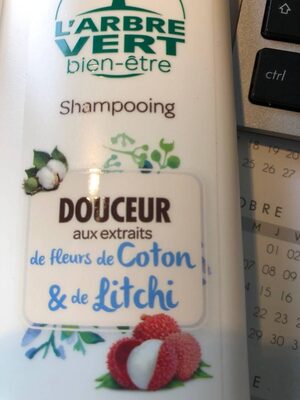 L'ARBRE
VERT
bien-être
Shampooing
DOUCEUR
aux extraits
de fleurs de Coton
& de Litchi
ctrl